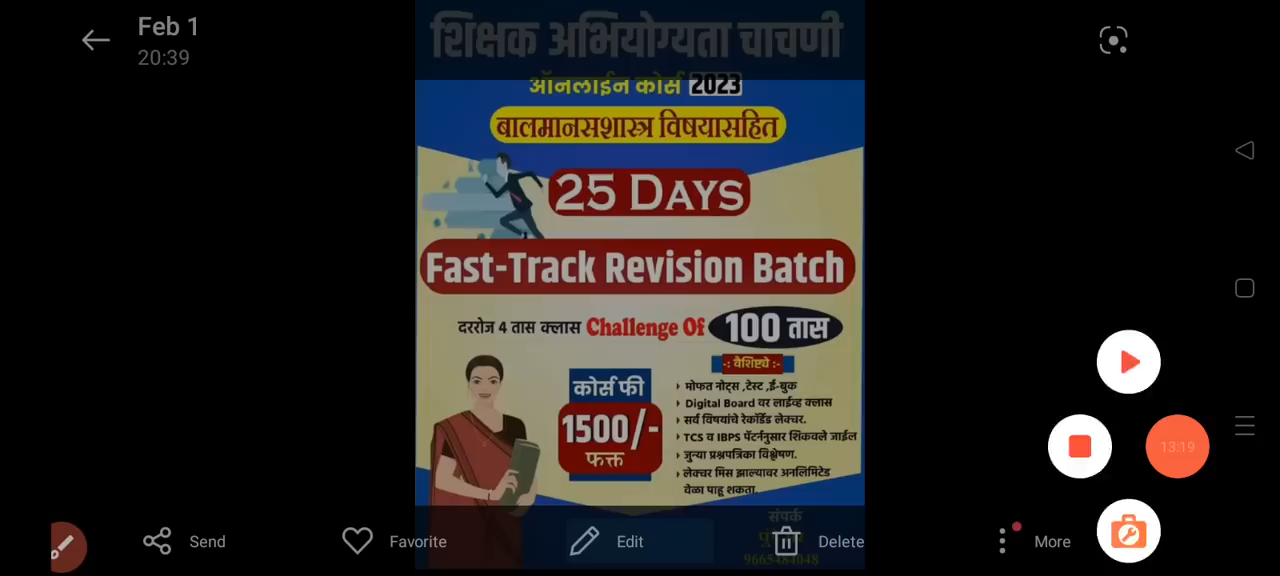 Feb 1
20:39
शिक्षक अभियोग्यता चाचणी
ऑनलाईन कोर्स 2023
बालमानसशास्त्र विषयासहित
25 DAYS
Fast-Track Revision Batch
दररोज 4 तास क्लास Challenge Of 100 तास
-: वैशिष्ट्ये :-
कोर्स फी
1500/-
फक्त
मोफत नोट्स ,टेस्ट ,ई-बुक
Digital Board वर लाईव्ह क्लास
सर्व विषयांचे रेकॉर्डेड लेक्चर.
TCS व IBPS पॅटर्ननुसार शिकवले जाईल
जुन्या प्रश्नपत्रिका विश्लेषण.
लेक्चर मिस झाल्यावर अनलिमिटेड
वेळा पाहू शकता.
13:19
संपर्क
Send
Favorite
Edit
Delete
More